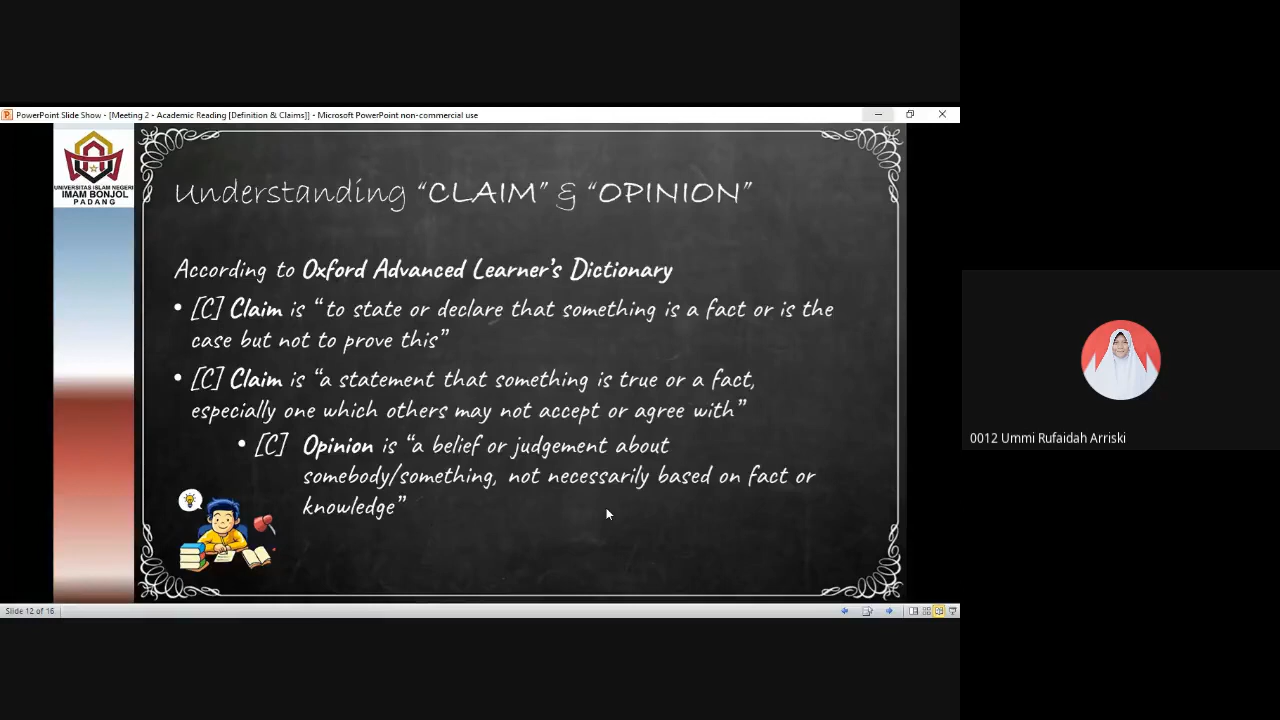 PowerPoint Slide Show - [Meeting 2 - Academic Reading [Definition & Claims]] - Microsoft PowerPoint non-commercial use
UNIVERSITAS ISLAM NEGERI
IMAM BONJOL
PADANG
Understanding “CLAIM” & “OPINION”
According to Oxford Advanced Learner’s Dictionary
• [C] Claim is “to state or declare that something is a fact or is the
case but not to prove this”
• [C] Claim is “a statement that something is true or a fact,
especially one which others may not accept or agree with”
• [C] Opinion is “a belief or judgement about
somebody/something, not necessarily based on fact or
knowledge”
0012 Ummi Rufaidah Arriski
Slide 12 of 16